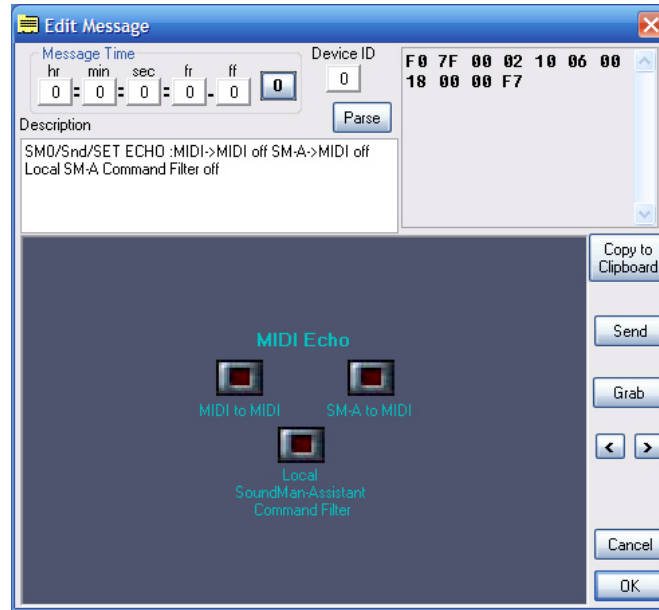 Edit Message
Message Time
hr min sec fr ff
0 : 0 : 0 : 0 - 0 0
Device ID
0
Parse
F0 7F 00 02 10 06 00
18 00 00 F7
Description
SM0/Snd/SET ECHO :MIDI->MIDI off SM-A->MIDI off
Local SM-A Command Filter off
MIDI Echo
MIDI to MIDI
SM-A to MIDI
Local
SoundMan-Assistant
Command Filter
Copy to
Clipboard
Send
Grab
< >
Cancel
OK